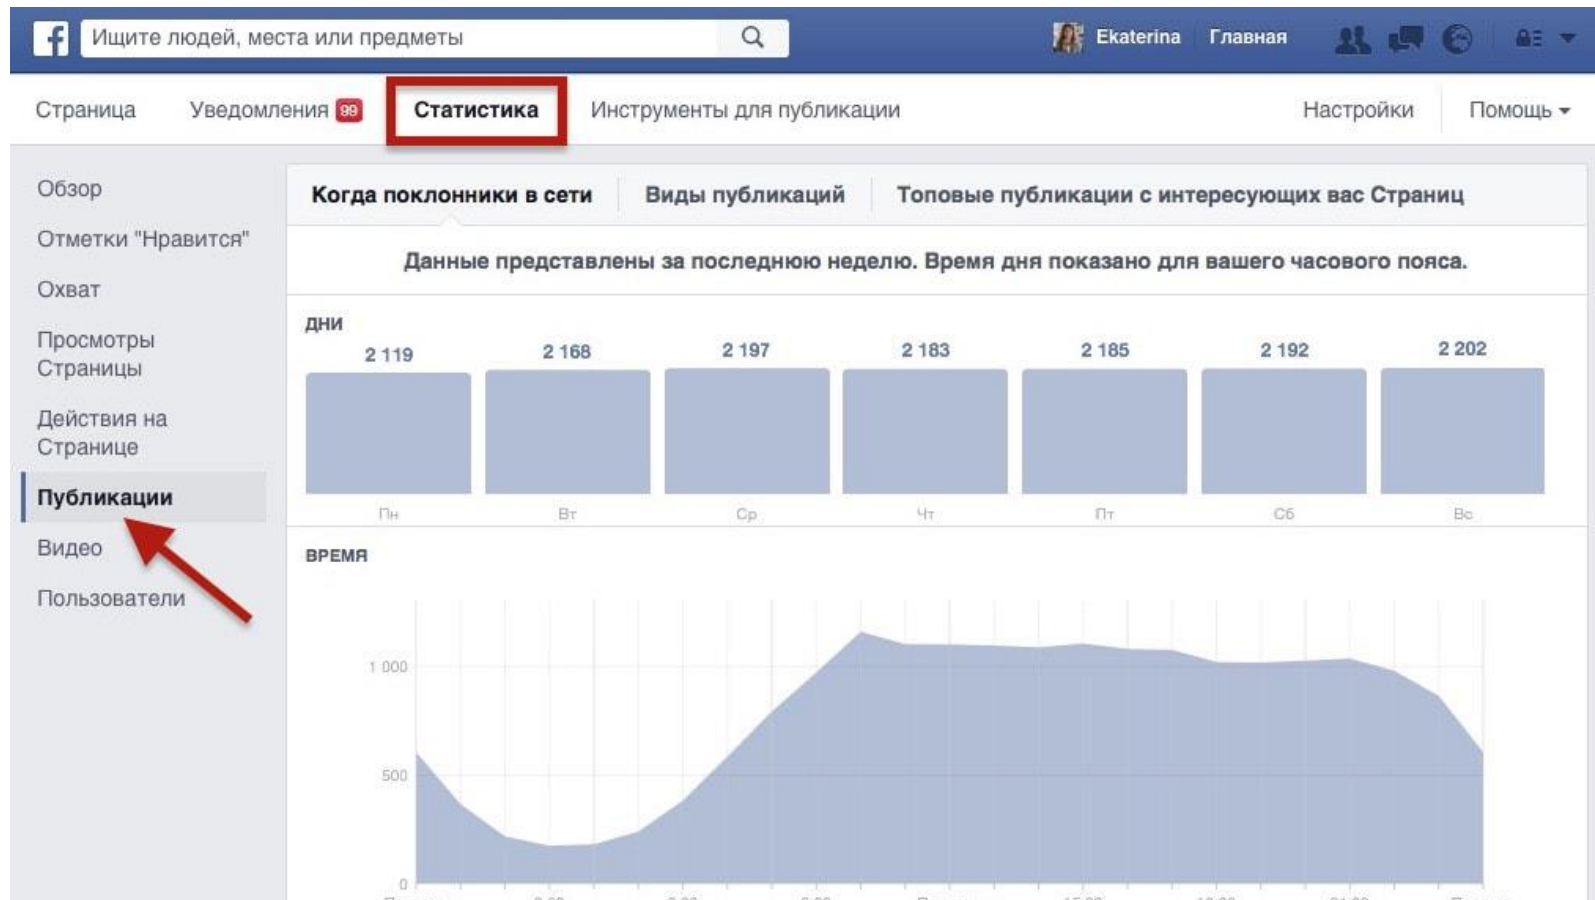 f Ищите людей, места или предметы Ekaterina Главная
Страница Уведомления 99 Статистика Инструменты для публикации Настройки Помощь
Обзор
Отметки "Нравится"
Охват
Просмотры
Страницы
Действия на
Странице
Публикации
Видео
Пользователи
Когда поклонники в сети Виды публикаций Топовые публикации с интересующих вас Страниц
Данные представлены за последнюю неделю. Время дня показано для вашего часового пояса.
ДНИ
2 119 2 168 2 197 2 183 2 185 2 192 2 202
Пн Вт Ср Чт Пт Сб Вс
ВРЕМЯ
1 000
500
0